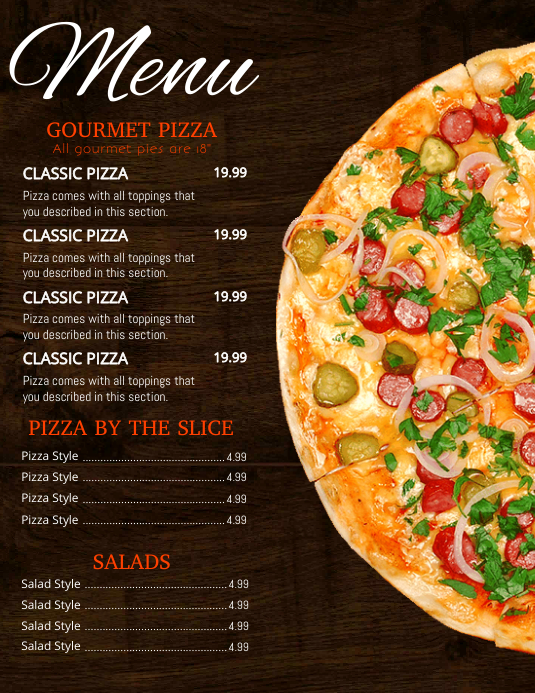 Menu
GOURMET PIZZA
All gourmet pies are 18"
CLASSIC PIZZA 19.99
Pizza comes with all toppings that
you described in this section.
CLASSIC PIZZA 19.99
Pizza comes with all toppings that
you described in this section.
CLASSIC PIZZA 19.99
Pizza comes with all toppings that
you described in this section.
CLASSIC PIZZA 19.99
Pizza comes with all toppings that
you described in this section.
PIZZA BY THE SLICE
Pizza Style ........................................ 4.99
Pizza Style ........................................ 4.99
Pizza Style ........................................ 4.99
Pizza Style ........................................ 4.99
SALADS
Salad Style ........................................ 4.99
Salad Style ........................................ 4.99
Salad Style ........................................ 4.99
Salad Style ........................................ 4.99